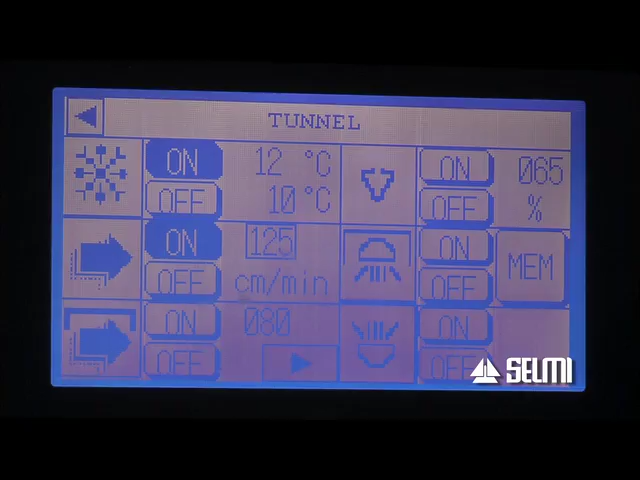 TUNNEL
ON 12 °C ON 065
OFF 10 °C OFF %
ON 125 ON MEM
OFF cm/min OFF
ON 080 ON
OFF OFF
SELMI